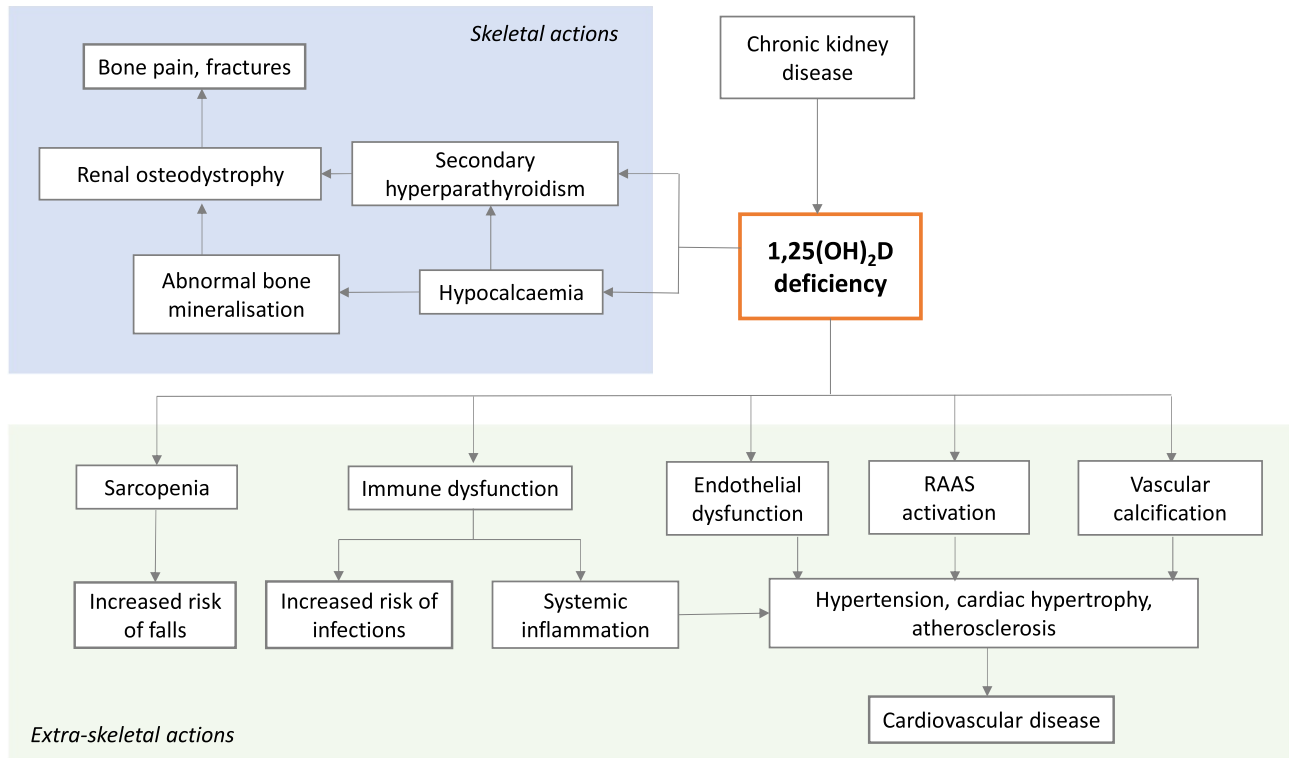 Skeletal actions
Chronic kidney
disease
Bone pain, fractures
Renal osteodystrophy
Secondary
hyperparathyroidism
Abnormal bone
mineralisation
Hypocalcaemia
1,25(OH)₂D
deficiency
Sarcopenia
Immune dysfunction
Endothelial
dysfunction
RAAS
activation
Vascular
calcification
Increased risk
of falls
Increased risk of
infections
Systemic
inflammation
Hypertension, cardiac hypertrophy,
atherosclerosis
Cardiovascular disease
Extra-skeletal actions